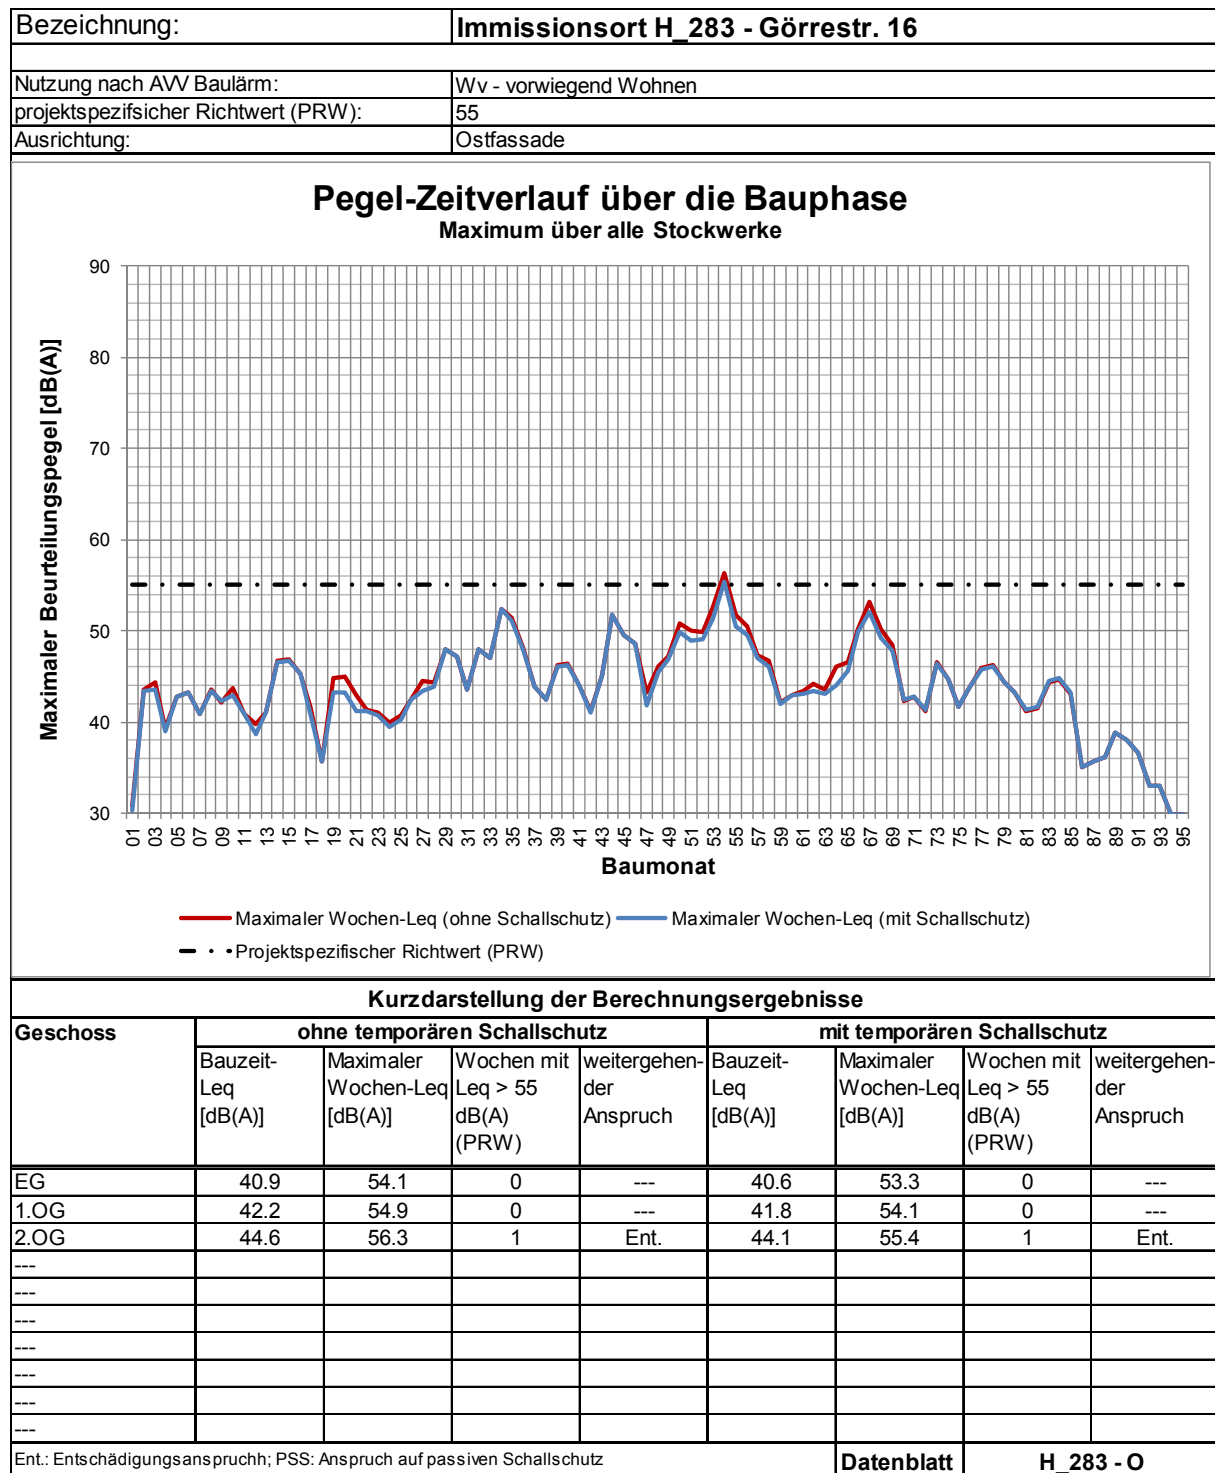 Bezeichnung: Immissionsort H_283 - Görrestr. 16
Nutzung nach AVV Baulärm: Wv - vorwiegend Wohnen
projektspezifsicher Richtwert (PRW): 55
Ausrichtung: Ostfassade
Pegel-Zeitverlauf über die Bauphase
Maximum über alle Stockwerke
Maximaler Beurteilungspegel [dB(A)]
90
80
70
60
50
40
30
01 03 05 07 09 11 13 15 17 19 21 23 25 27 29 31 33 35 37 39 41 43 45 47 49 51 53 55 57 59 61 63 65 67 69 71 73 75 77 79 81 83 85 87 89 91 93 95
Baumonat
Maximaler Wochen-Leq (ohne Schallschutz) Maximaler Wochen-Leq (mit Schallschutz)
Projektspezifischer Richtwert (PRW)
Kurzdarstellung der Berechnungsergebnisse
Geschoss ohne temporären Schallschutz mit temporären Schallschutz
Bauzeit- Maximaler Wochen mit weitergehen- Bauzeit- Maximaler Wochen mit weitergehen-
Leq Wochen-Leq Leq > 55 der Leq Wochen-Leq Leq > 55 der
[dB(A)] [dB(A)] dB(A) Anspruch [dB(A)] [dB(A)] dB(A) Anspruch
(PRW) (PRW)
EG 40.9 54.1 0 --- 40.6 53.3 0 ---
1.OG 42.2 54.9 0 --- 41.8 54.1 0 ---
2.OG 44.6 56.3 1 Ent. 44.1 55.4 1 Ent.
---
---
---
---
---
---
---
Ent.: Entschädigungsanspruchh; PSS: Anspruch auf passiven Schallschutz Datenblatt H_283 - O